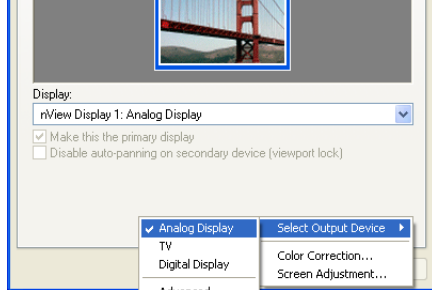 Display:
nView Display 1: Analog Display
Make this the primary display
Disable auto-panning on secondary device (viewport lock)
Analog Display
Select Output Device
TV
Digital Display
Color Correction...
Screen Adjustment...